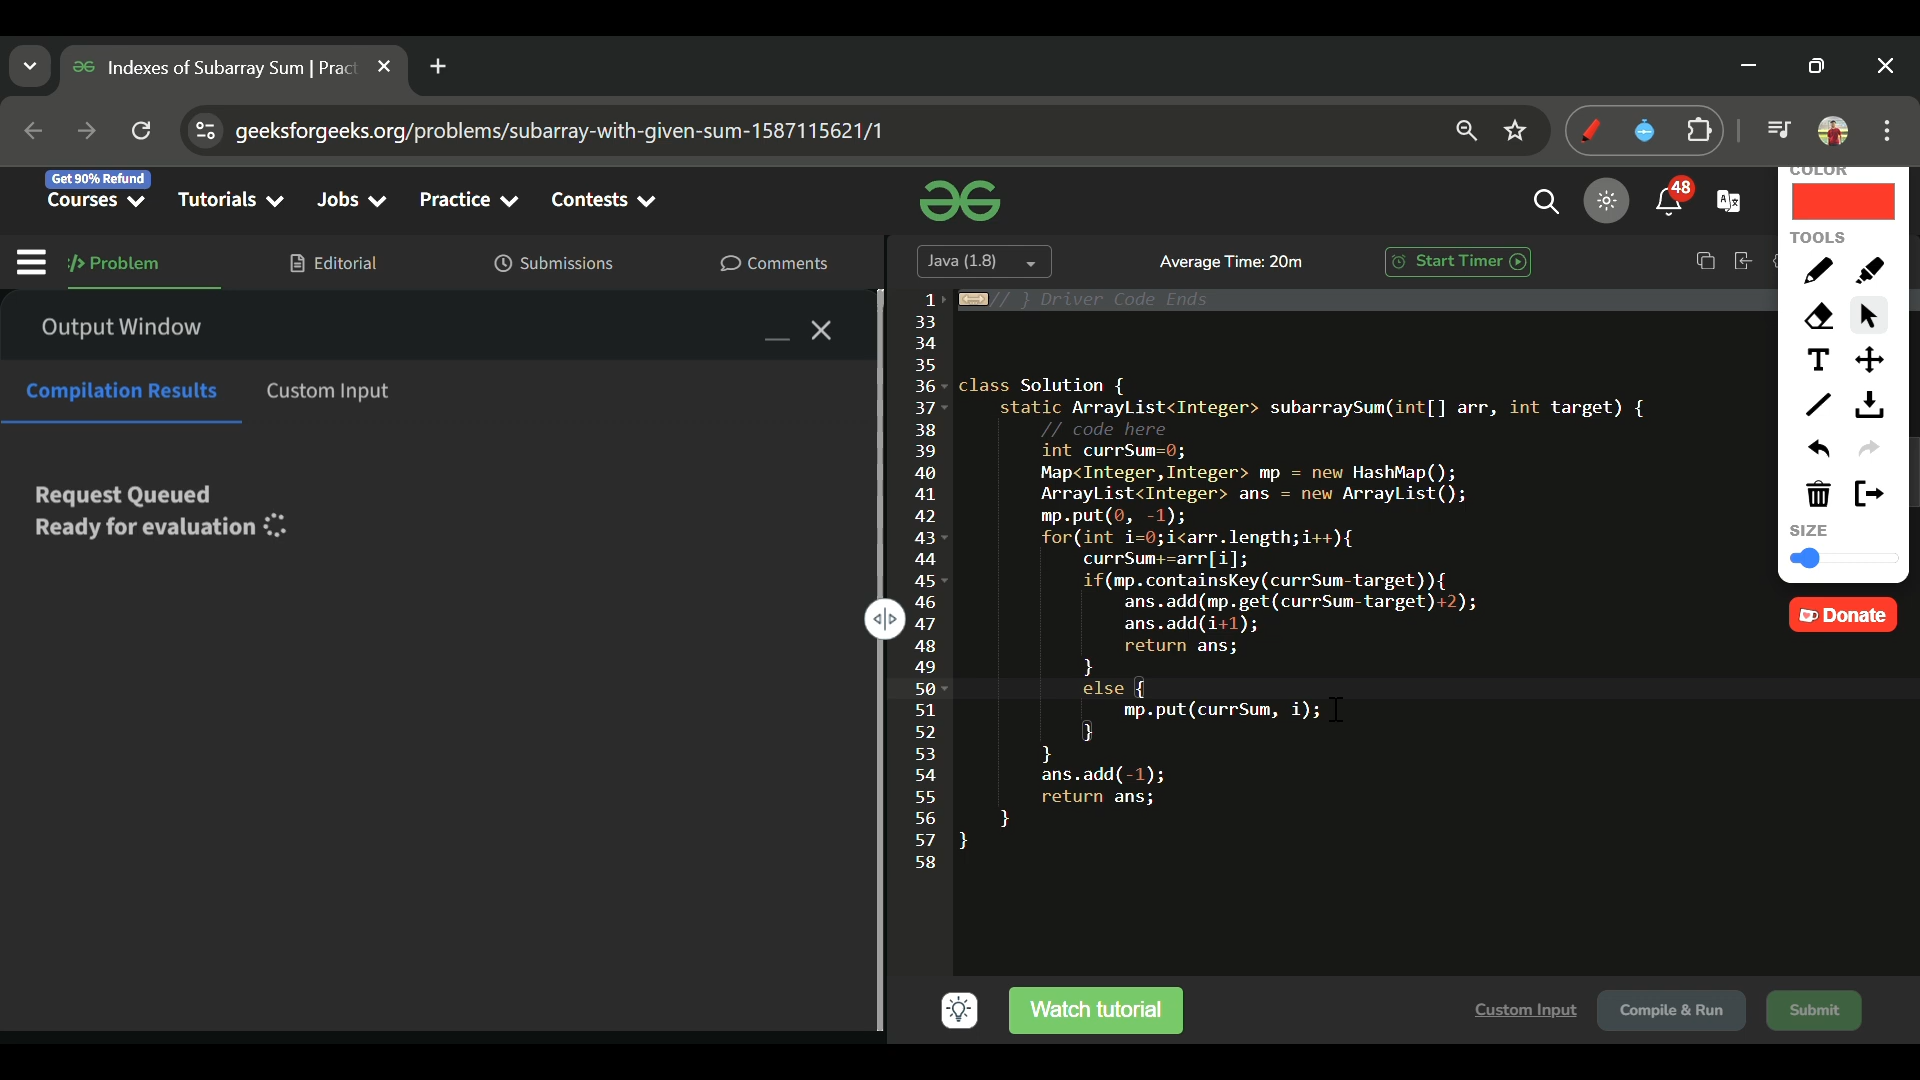 Indexes of Subarray Sum | Pract
geeksforgeeks.org/problems/subarray-with-given-sum-1587115621/1
Get 90% Refund
Courses
Tutorials
Jobs
Practice
Contests
48
COLOR
TOOLS
SIZE
Donate
Problem
Editorial
Submissions
Comments
Java (1.8)
Average Time: 20m
Start Timer
Output Window
Compilation Results
Custom Input
Request Queued
Ready for evaluation
1 // } Driver Code Ends
33
34
35
36 class Solution {
37 static ArrayList<Integer> subarraySum(int[] arr, int target) {
38 // code here
39 int currSum=0;
40 Map<Integer,Integer> mp = new HashMap();
41 ArrayList<Integer> ans = new ArrayList();
42 mp.put(0, -1);
43 for(int i=0;i<arr.length;i++){
44 currSum+=arr[i];
45 if(mp.containsKey(currSum-target)){
46 ans.add(mp.get(currSum-target)+2);
47 ans.add(i+1);
48 return ans;
49 }
50 else {
51 mp.put(currSum, i);
52 }
53 }
54 ans.add(-1);
55 return ans;
56 }
57 }
58
Watch tutorial
Custom Input
Compile & Run
Submit